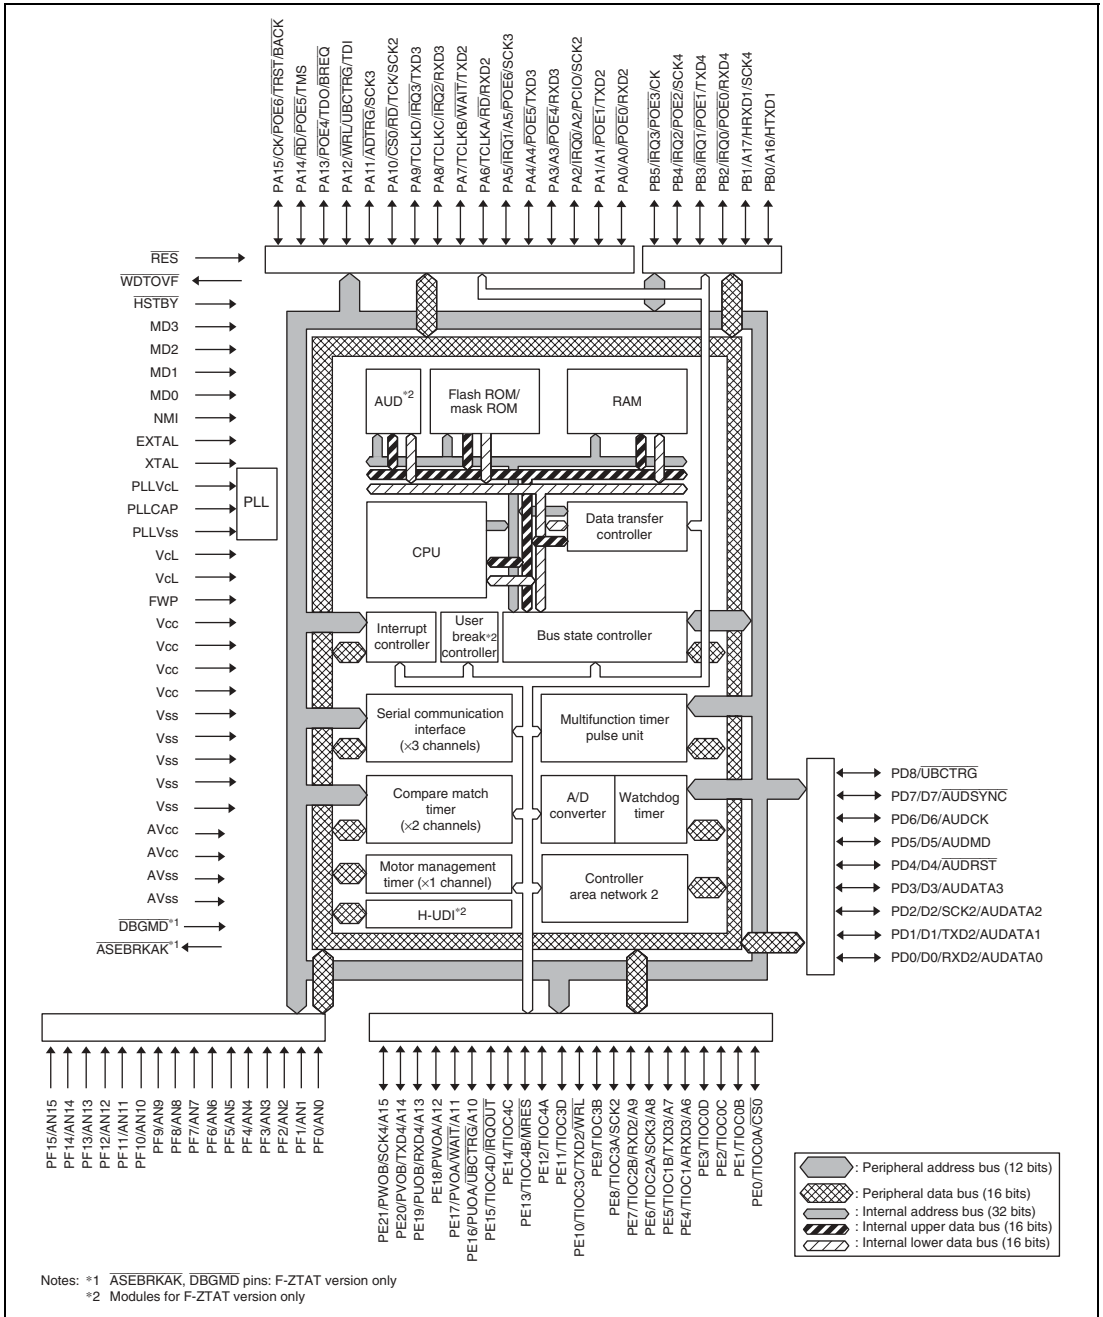 PA15/CK/POE6/TRST/BACK
PA14/RD/POE5/TMS
PA13/POE4/TDO/BREQ
PA12/WRL/UBCTRG/TDI
PA11/ADTRG/SCK3
PA10/CS0/RD/TCK/SCK2
PA9/TCLKD/IRQ3/TXD3
PA8/TCLKC/IRQ2/RXD3
PA7/TCLKB/WAIT/TXD2
PA6/TCLKA/RD/RXD2
PA5/IRQ1/A5/POE6/SCK3
PA4/A4/POE5/TXD3
PA3/A3/POE4/RXD3
PA2/IRQ0/A2/PCIO/SCK2
PA1/A1/POE1/TXD2
PA0/A0/POE0/RXD2
PB5/IRQ3/POE3/CK
PB4/IRQ2/POE2/SCK4
PB3/IRQ1/POE1/TXD4
PB2/IRQ0/POE0/RXD4
PB1/A17/HRXD1/SCK4
PB0/A16/HTXD1
RES
WDTOVF
HSTBY
MD3
MD2
MD1
MD0
NMI
EXTAL
XTAL
PLLVCL
PLLCAP
PLLVss
VCL
VCL
FWP
Vcc
Vcc
Vcc
Vcc
Vss
Vss
Vss
Vss
Vss
AVcc
AVcc
AVss
AVss
DBGMD*1
ASEBRKAK*1
PLL
AUD*2
Flash ROM/
mask ROM
RAM
CPU
Data transfer
controller
Interrupt
controller
User
break*2
controller
Bus state controller
Serial communication
interface
(×3 channels)
Multifunction timer
pulse unit
Compare match
timer
(×2 channels)
A/D
converter
Watchdog
timer
Motor management
timer (×1 channel)
Controller
area network 2
H-UDI*2
PD8/UBCTRG
PD7/D7/AUDSYNC
PD6/D6/AUDCK
PD5/D5/AUDMD
PD4/D4/AUDRST
PD3/D3/AUDATA3
PD2/D2/SCK2/AUDATA2
PD1/D1/TXD2/AUDATA1
PD0/D0/RXD2/AUDATA0
PF15/AN15
PF14/AN14
PF13/AN13
PF12/AN12
PF11/AN11
PF10/AN10
PF9/AN9
PF8/AN8
PF7/AN7
PF6/AN6
PF5/AN5
PF4/AN4
PF3/AN3
PF2/AN2
PF1/AN1
PF0/AN0
PE21/PWOB/SCK4/A15
PE20/PVOB/TXD4/A14
PE19/PUOB/RXD4/A13
PE18/PWOA/A12
PE17/PVOA/WAIT/A11
PE16/PUOA/UBCTRG/A10
PE15/TIOC4D/IRQOUT
PE14/TIOC4C
PE13/TIOC4B/MRES
PE12/TIOC4A
PE11/TIOC3D
PE10/TIOC3C/TXD2/WRL
PE9/TIOC3B
PE8/TIOC3A/SCK2
PE7/TIOC2B/RXD2/A9
PE6/TIOC2A/SCK3/A8
PE5/TIOC1B/TXD3/A7
PE4/TIOC1A/RXD3/A6
PE3/TIOC0D
PE2/TIOC0C
PE1/TIOC0B
PE0/TIOC0A/CS0
: Peripheral address bus (12 bits)
: Peripheral data bus (16 bits)
: Internal address bus (32 bits)
: Internal upper data bus (16 bits)
: Internal lower data bus (16 bits)
Notes: *1 ASEBRKAK, DBGMD pins: F-ZTAT version only
*2 Modules for F-ZTAT version only